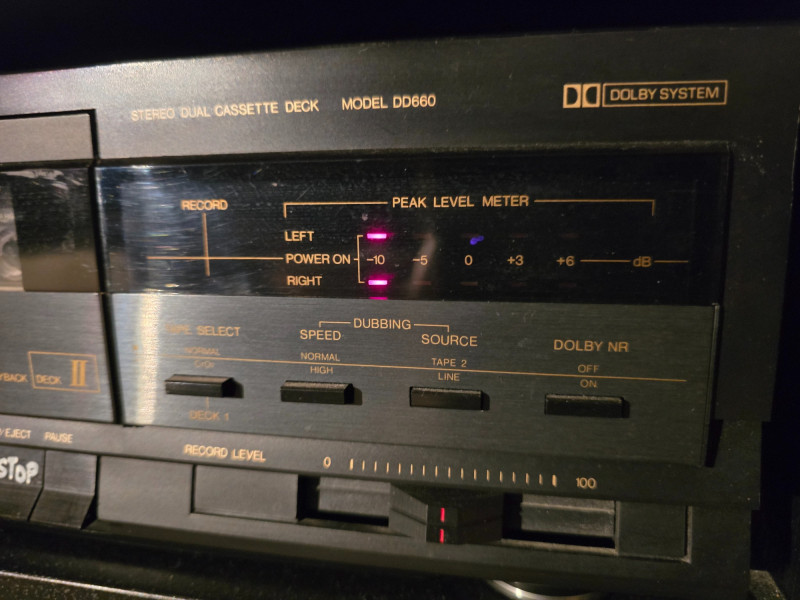 STEREO DUAL CASSETTE DECK MODEL DD660
DOLBY SYSTEM
RECORD
PEAK LEVEL METER
LEFT
POWER ON -10 -5 0 +3 +6 dB
RIGHT
SELECT
NORMAL
DECK 1
DUBBING
SPEED
NORMAL
HIGH
SOURCE
TAPE 2
LINE
DOLBY NR
OFF
ON
DECK II
/EJECT PAUSE
STOP
RECORD LEVEL
0 100